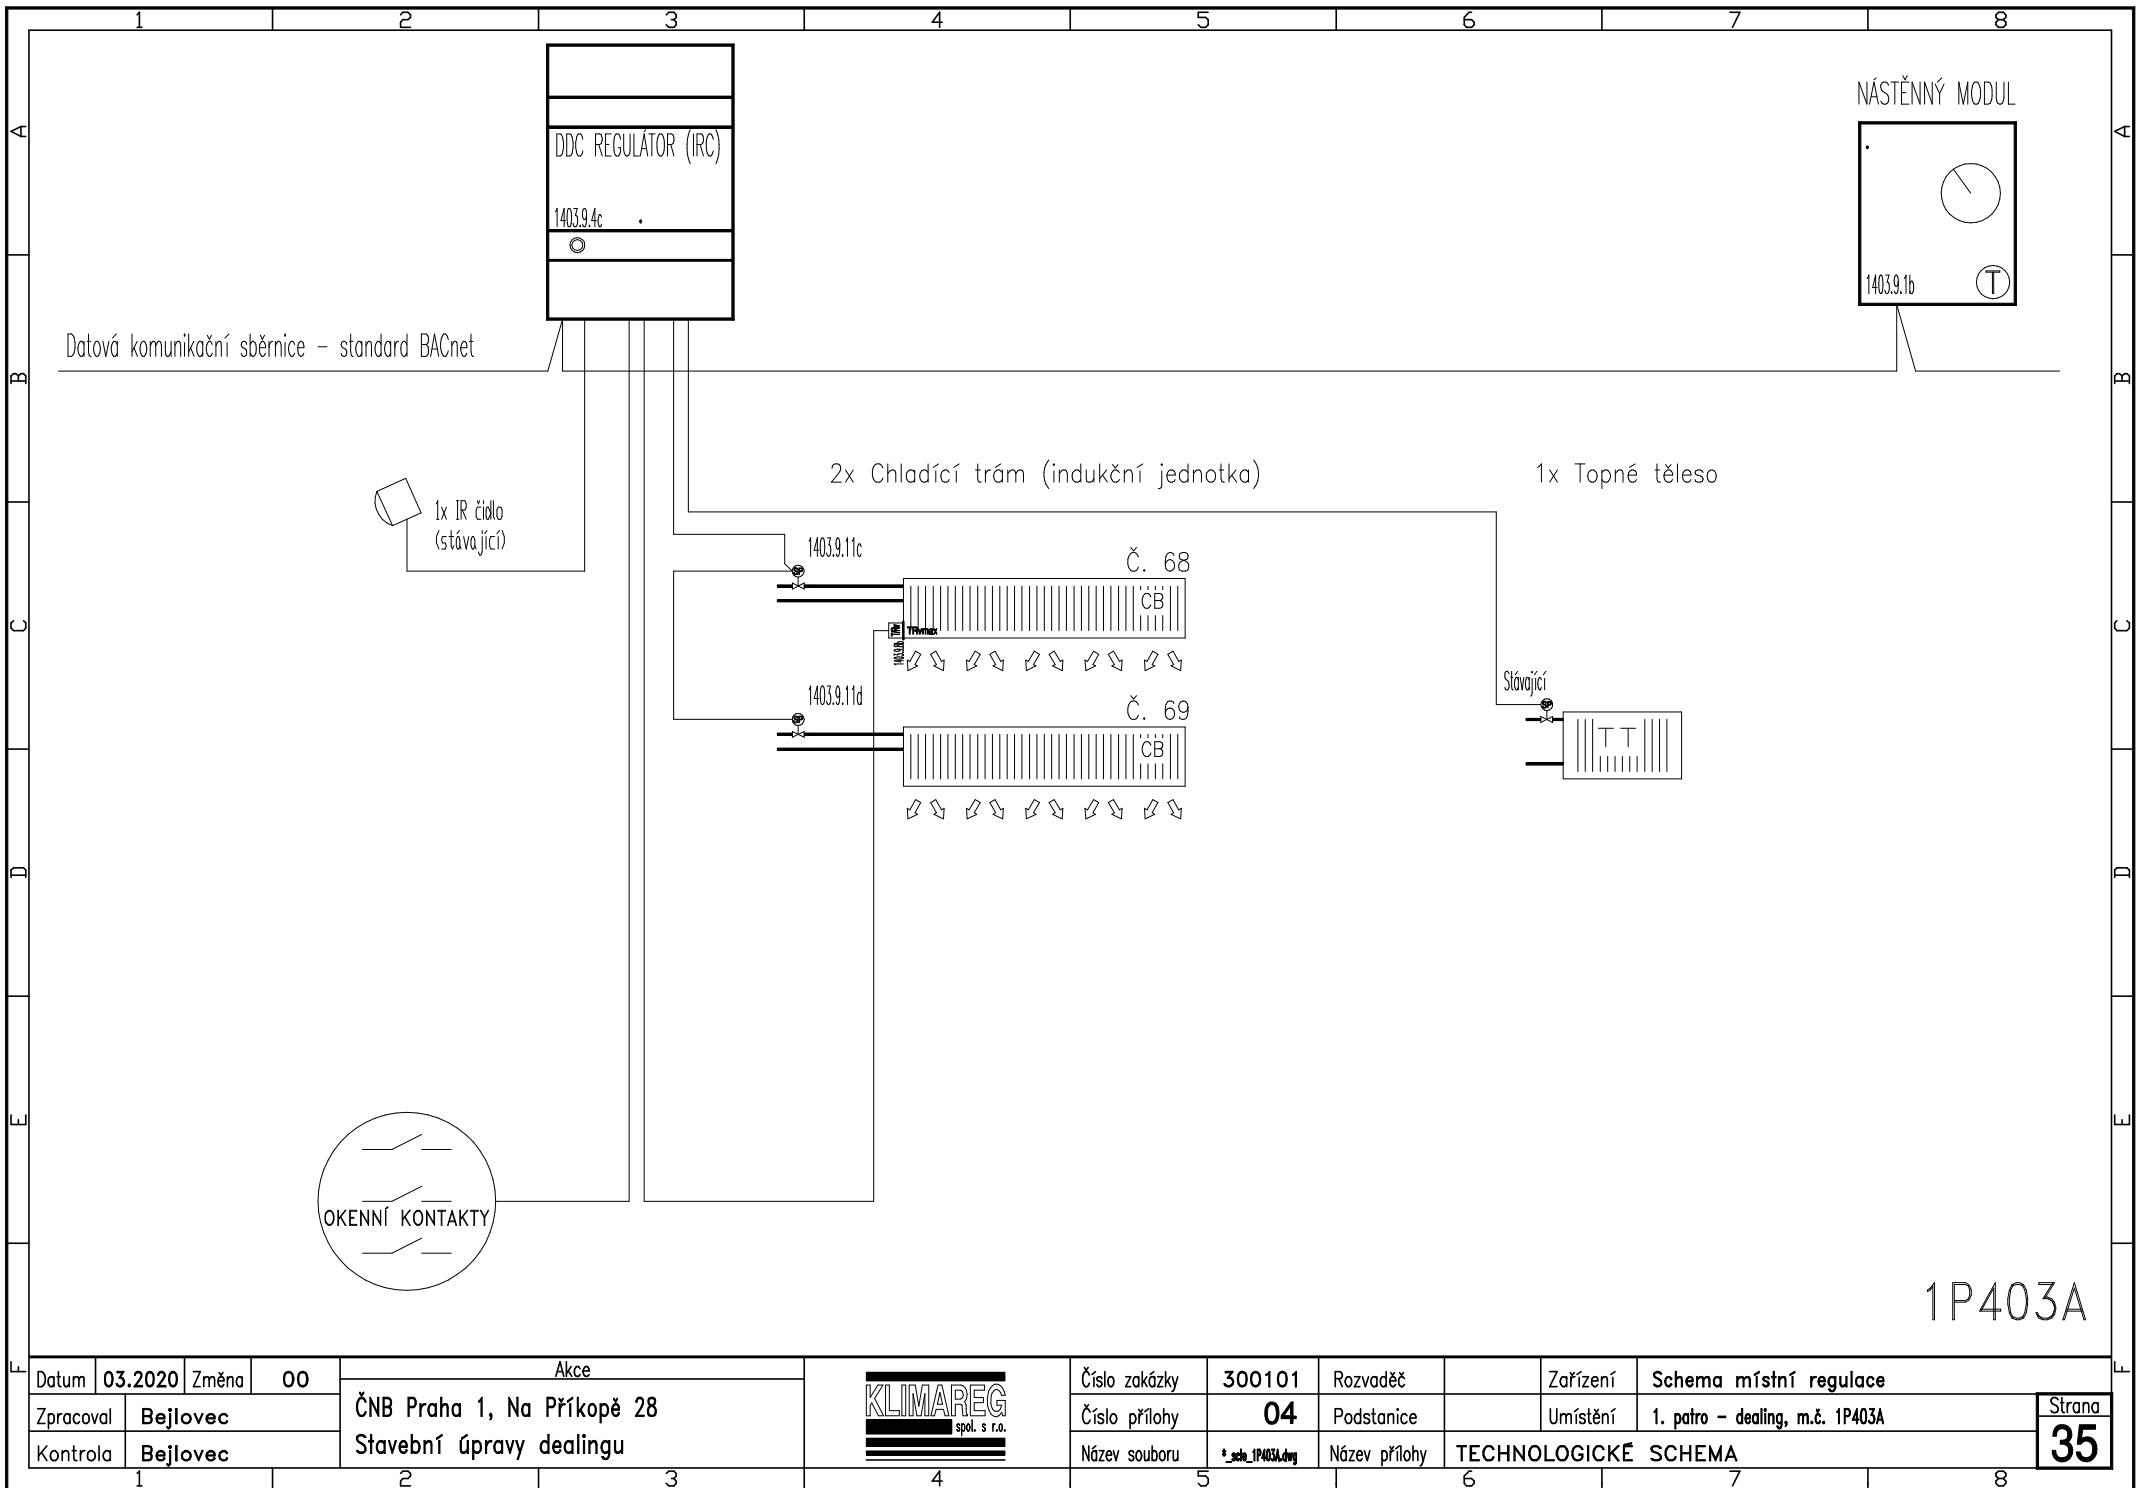 1 2 3 4 5 6 7 8
A A
B B
C C
D D
E E
F F
DDC REGULÁTOR (IRC)
1403.9.4c
NÁSTĚNNÝ MODUL
1403.9.1b
T
Datová komunikační sběrnice – standard BACnet
2x Chladící trám (indukční jednotka)
1x Topné těleso
1x IR čidlo
(stávající)
1403.9.11c
Č. 68
SP
CB
TRvmax
1403.9.11d
Č. 69
SP
CB
Stávající
SP
TT
OKENNÍ KONTAKTY
1P403A
Datum 03.2020 Změna 00
Zpracoval Bejlovec
Kontrola Bejlovec
Akce
ČNB Praha 1, Na Příkopě 28
Stavební úpravy dealingu
KLIMAREG
spol. s r.o.
Číslo zakázky 300101 Rozvaděč Zařízení Schema místní regulace
Číslo přílohy 04 Podstanice Umístění 1. patro – dealing, m.č. 1P403A
Název souboru Název přílohy TECHNOLOGICKÉ SCHEMA
Strana
35
1 2 3 4 5 6 7 8